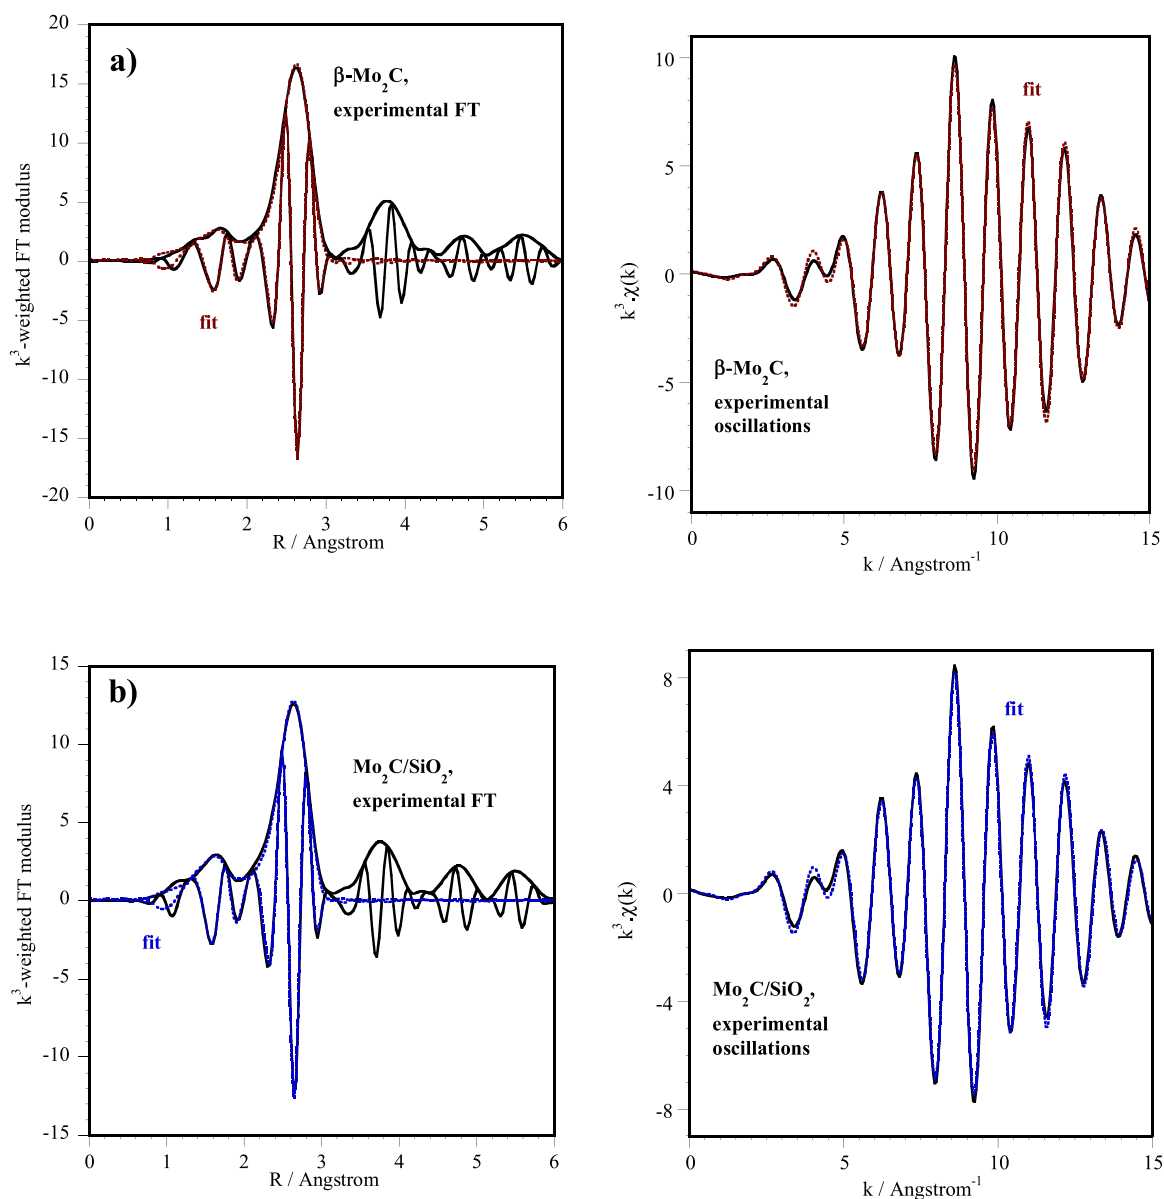 a)
k³-weighted FT modulus
20
15
10
5
0
-5
-10
-15
-20
β-Mo₂C,
experimental FT
fit
0 1 2 3 4 5 6
R / Angstrom
k³.χ(k)
10
5
0
-5
-10
fit
β-Mo₂C,
experimental
oscillations
0 5 10 15
k / Angstrom⁻¹
b)
k³-weighted FT modulus
15
10
5
0
-5
-10
-15
Mo₂C/SiO₂,
experimental FT
fit
0 1 2 3 4 5 6
R / Angstrom
k³.χ(k)
8
4
0
-4
-8
fit
Mo₂C/SiO₂,
experimental
oscillations
0 5 10 15
k / Angstrom⁻¹